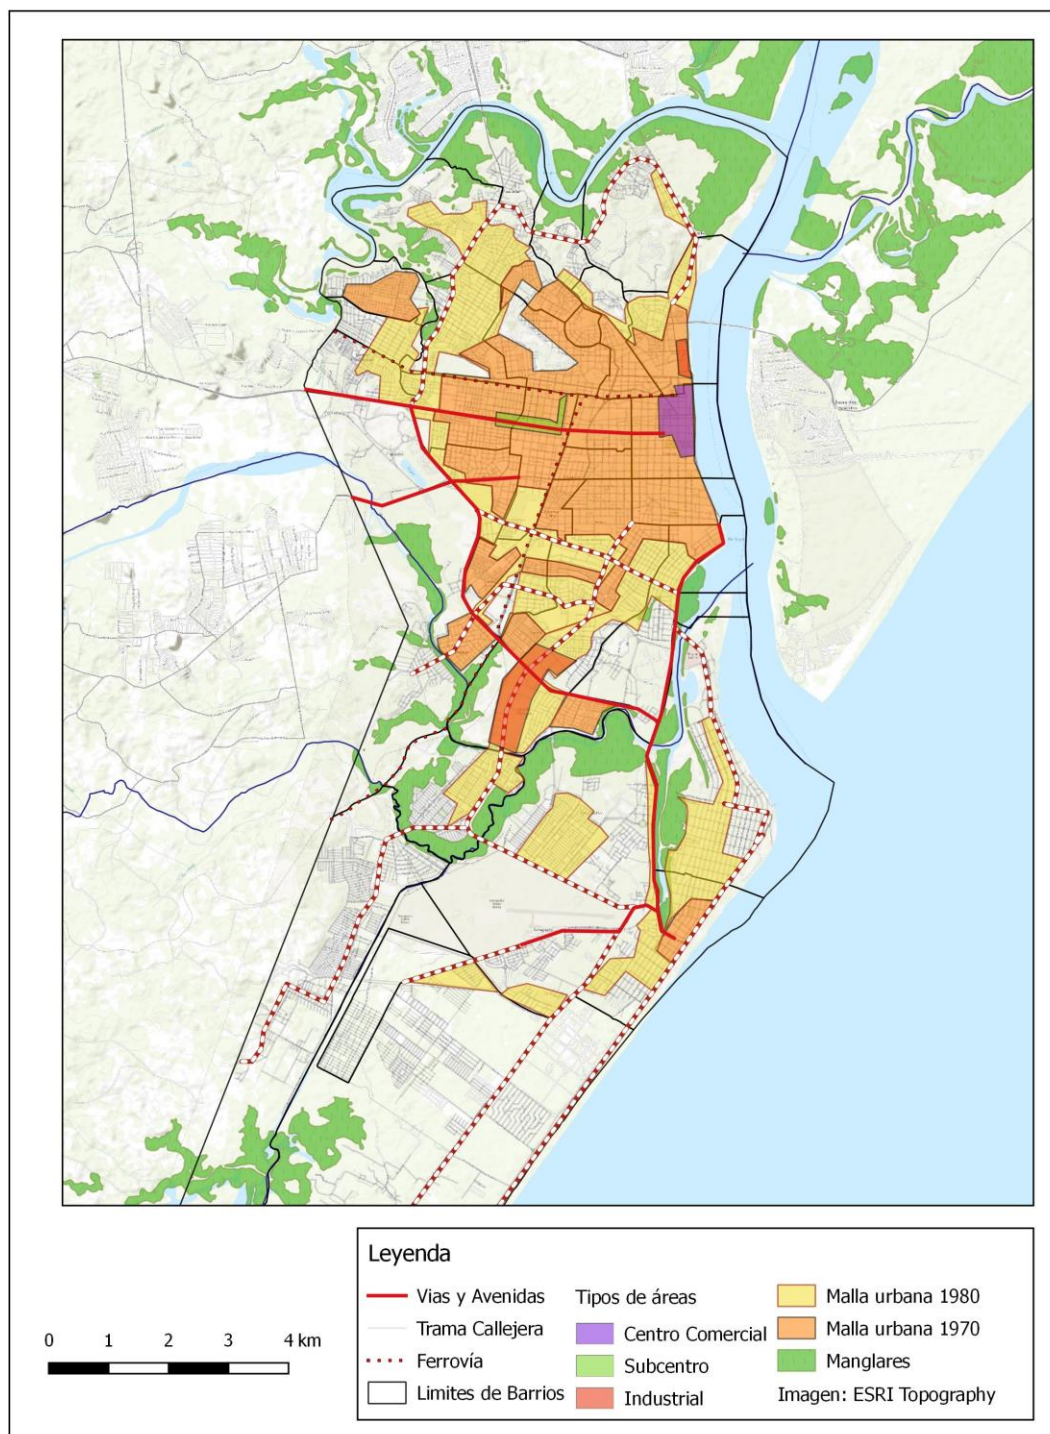 Leyenda
Vias y Avenidas
Trama Callejera
Ferrovía
Limites de Barrios
Tipos de áreas
Centro Comercial
Subcentro
Industrial
Malla urbana 1980
Malla urbana 1970
Manglares
Imagen: ESRI Topography
0 1 2 3 4 km